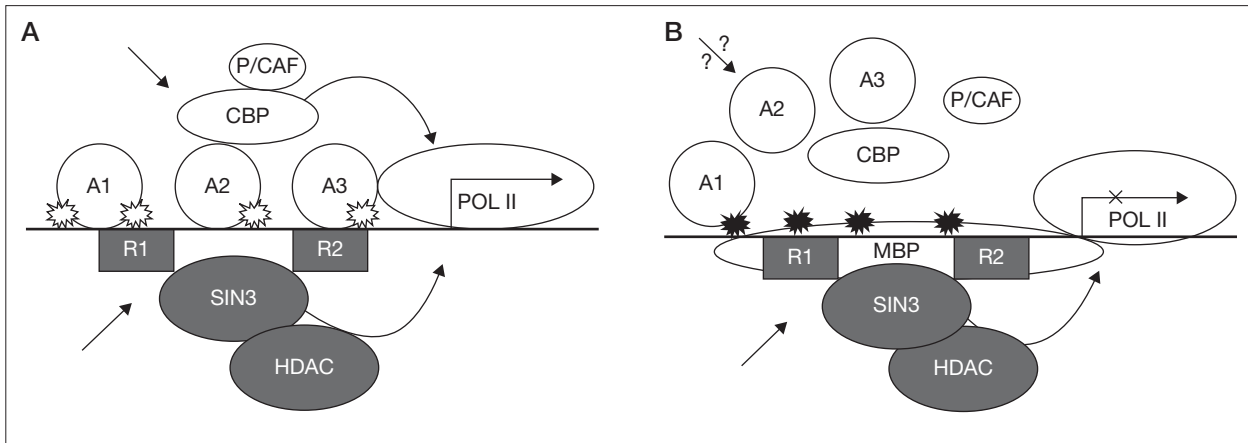 A
P/CAF
CBP
A1
A2
A3
POL II
R1
R2
SIN3
HDAC
B
?
?
A3
A2
P/CAF
CBP
A1
POL II
R1
MBP
R2
SIN3
HDAC